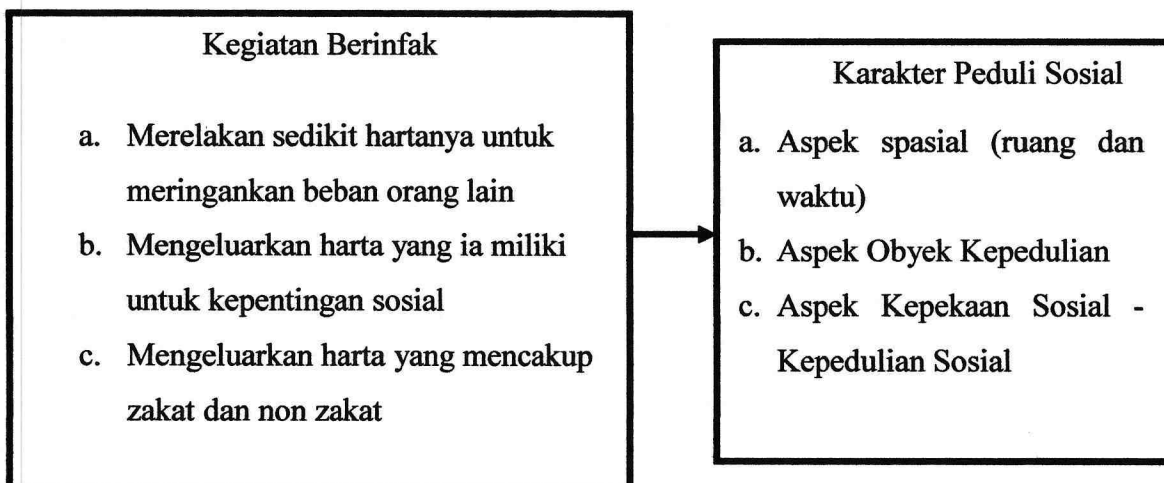 Kegiatan Berinfak
a. Merelakan sedikit hartanya untuk
meringankan beban orang lain
b. Mengeluarkan harta yang ia miliki
untuk kepentingan sosial
c. Mengeluarkan harta yang mencakup
zakat dan non zakat
Karakter Peduli Sosial
a. Aspek spasial (ruang dan
waktu)
b. Aspek Obyek Kepedulian
c. Aspek Kepekaan Sosial -
Kepedulian Sosial